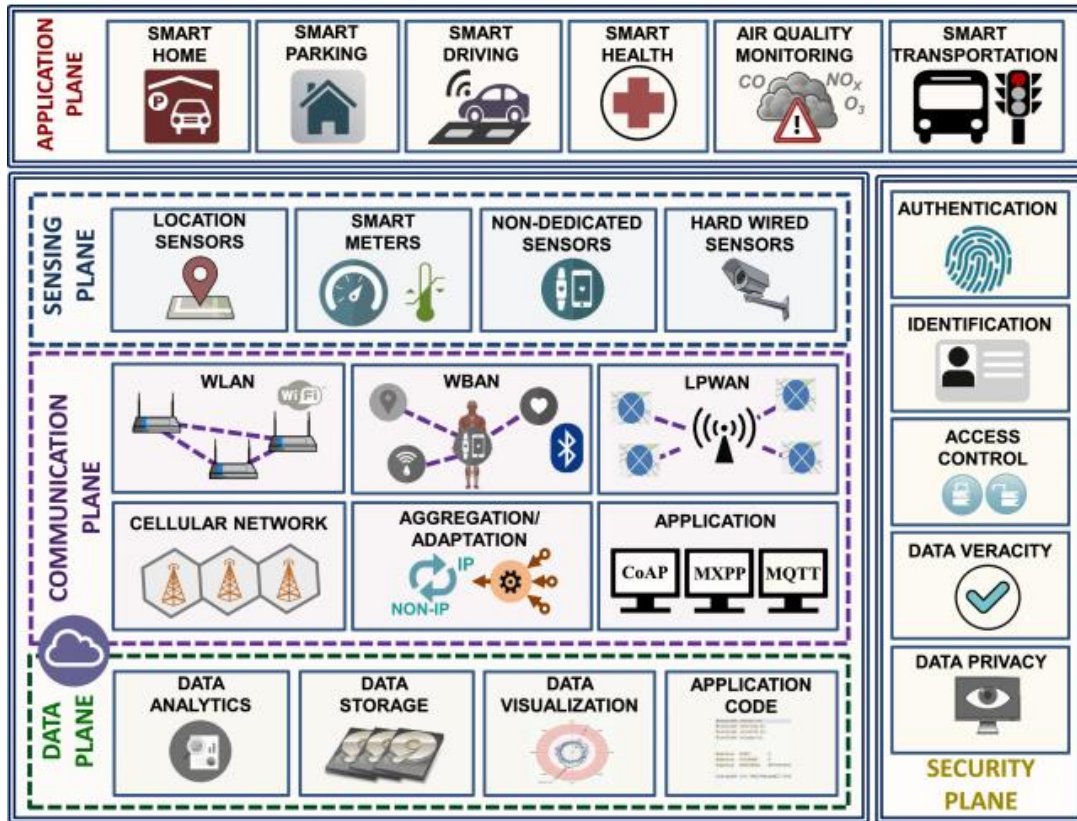 APPLICATION
PLANE
SMART
HOME
P
SMART
PARKING
SMART
DRIVING
SMART
HEALTH
AIR QUALITY
MONITORING
CO
NOX
O3
SMART
TRANSPORTATION
SENSING
PLANE
LOCATION
SENSORS
SMART
METERS
NON-DEDICATED
SENSORS
HARD WIRED
SENSORS
COMMUNICATION
PLANE
WLAN
WiFi
WBAN
LPWAN
CELLULAR NETWORK
AGGREGATION/
ADAPTATION
IP
NON-IP
APPLICATION
CoAP
MXPP
MQTT
DATA
PLANE
DATA
ANALYTICS
DATA
STORAGE
DATA
VISUALIZATION
APPLICATION
CODE
AUTHENTICATION
IDENTIFICATION
ACCESS
CONTROL
DATA VERACITY
DATA PRIVACY
SECURITY
PLANE